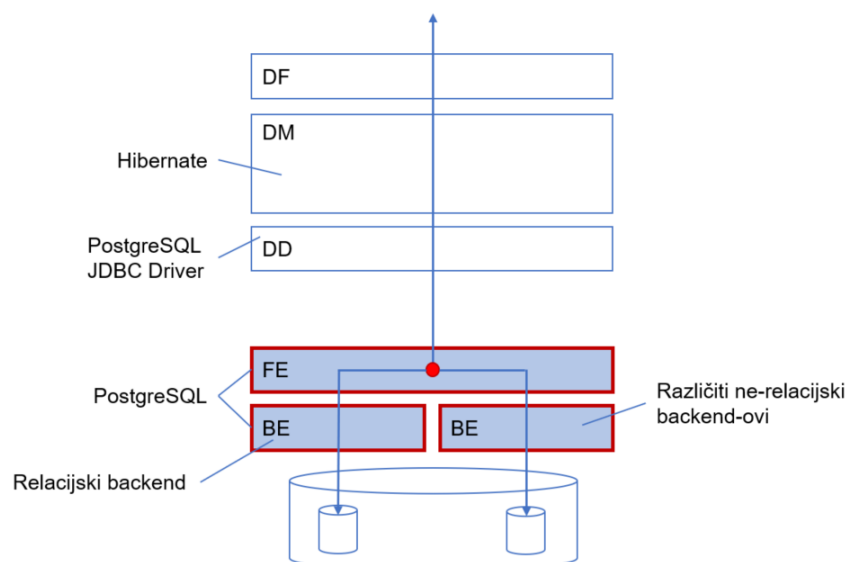 DF
DM
Hibernate
PostgreSQL
JDBC Driver
DD
FE
PostgreSQL
Različiti ne-relacijski
backend-ovi
BE
BE
Relacijski backend